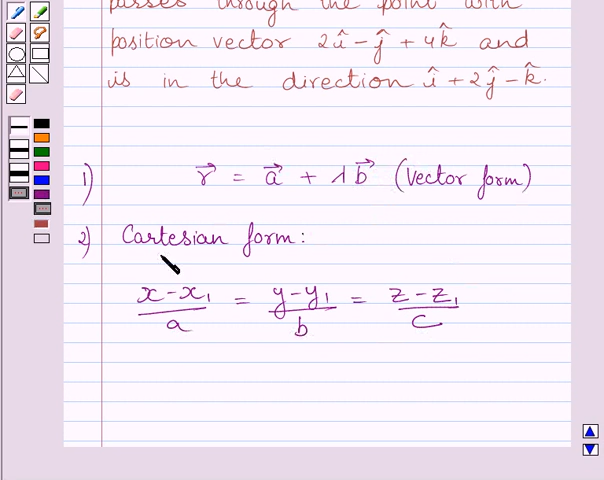 passes through the point with
position vector 2î - ĵ + 4k̂ and
is in the direction î + 2ĵ - k̂.
1) r⃗ = a⃗ + λb⃗ (Vector form)
2) Cartesian form:
x - x₁/a = y - y₁/b = z - z₁/c